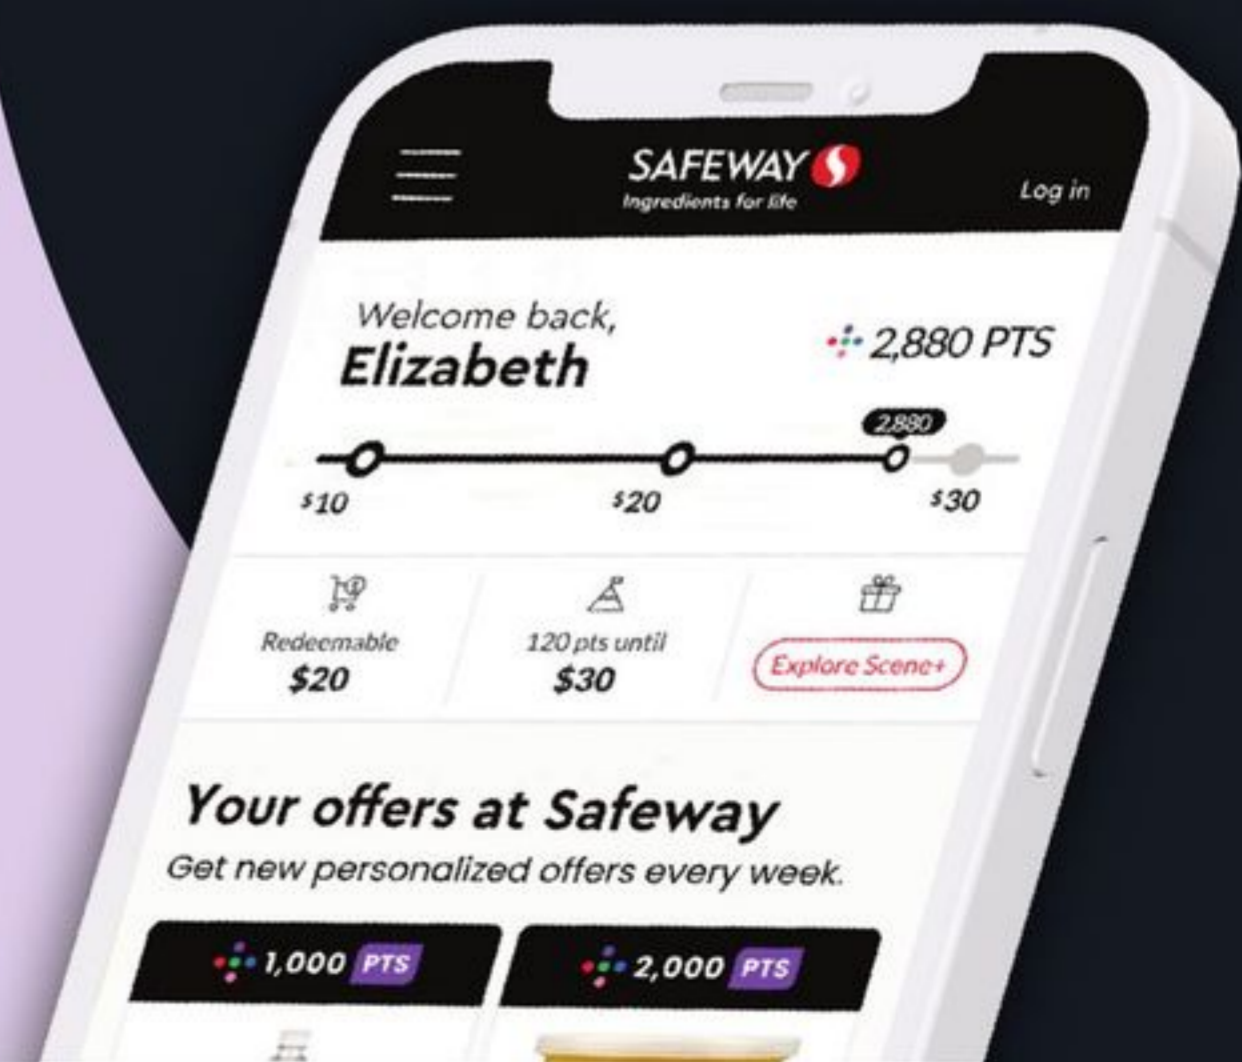 SAFEWAY
Ingredients for life
Log in
Welcome back,
Elizabeth
2,880 PTS
2,880
$10
$20
$30
Redeemable
$20
120 pts until
$30
Explore Scene+
Your offers at Safeway
Get new personalized offers every week.
1,000 PTS
2,000 PTS